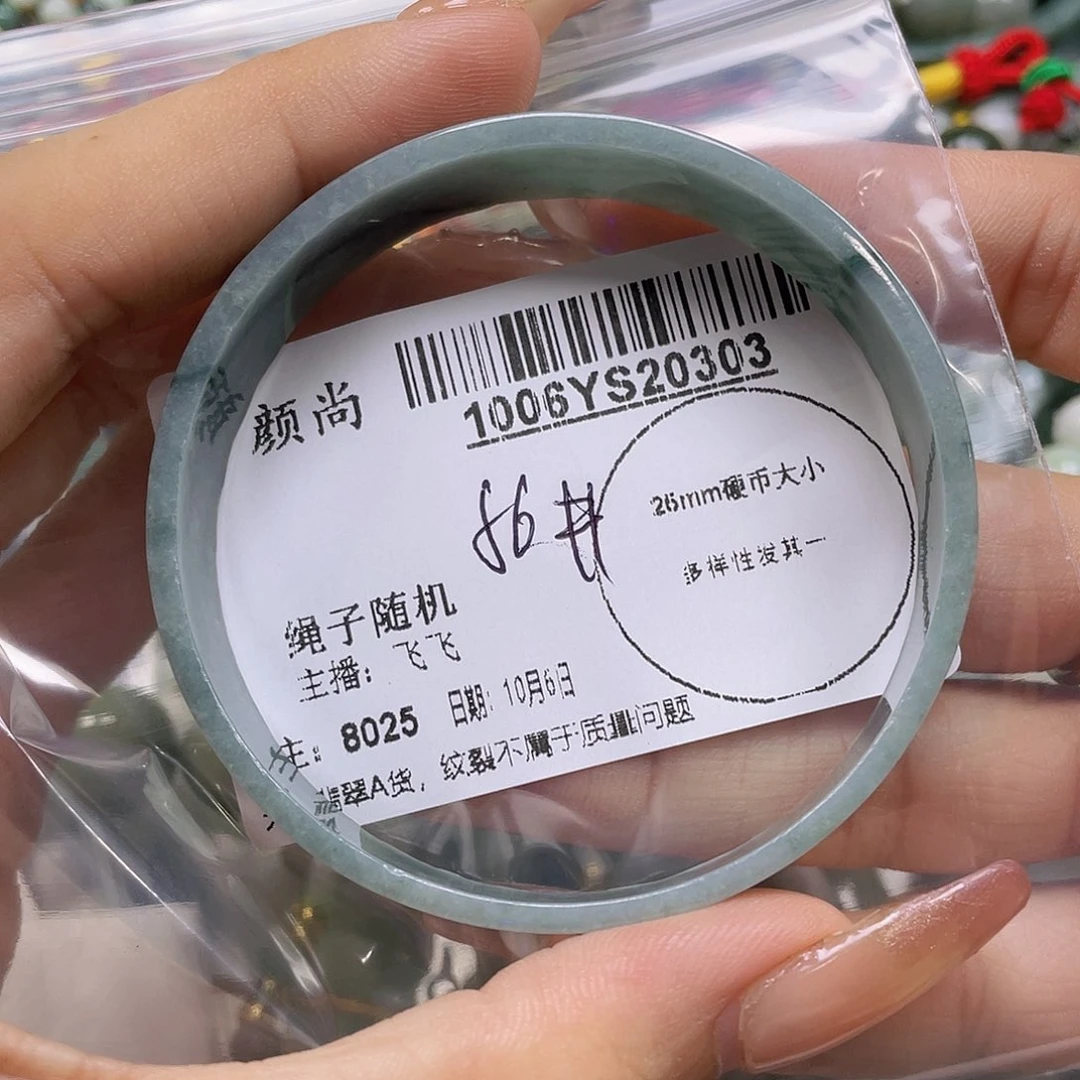 颜尚
1006YS20303
56#
26mm硬币大小
多样性发其一
绳子随机
主播: 飞飞
8025 日期: 10月6日
翡翠A货, 纹裂不属于质量问题